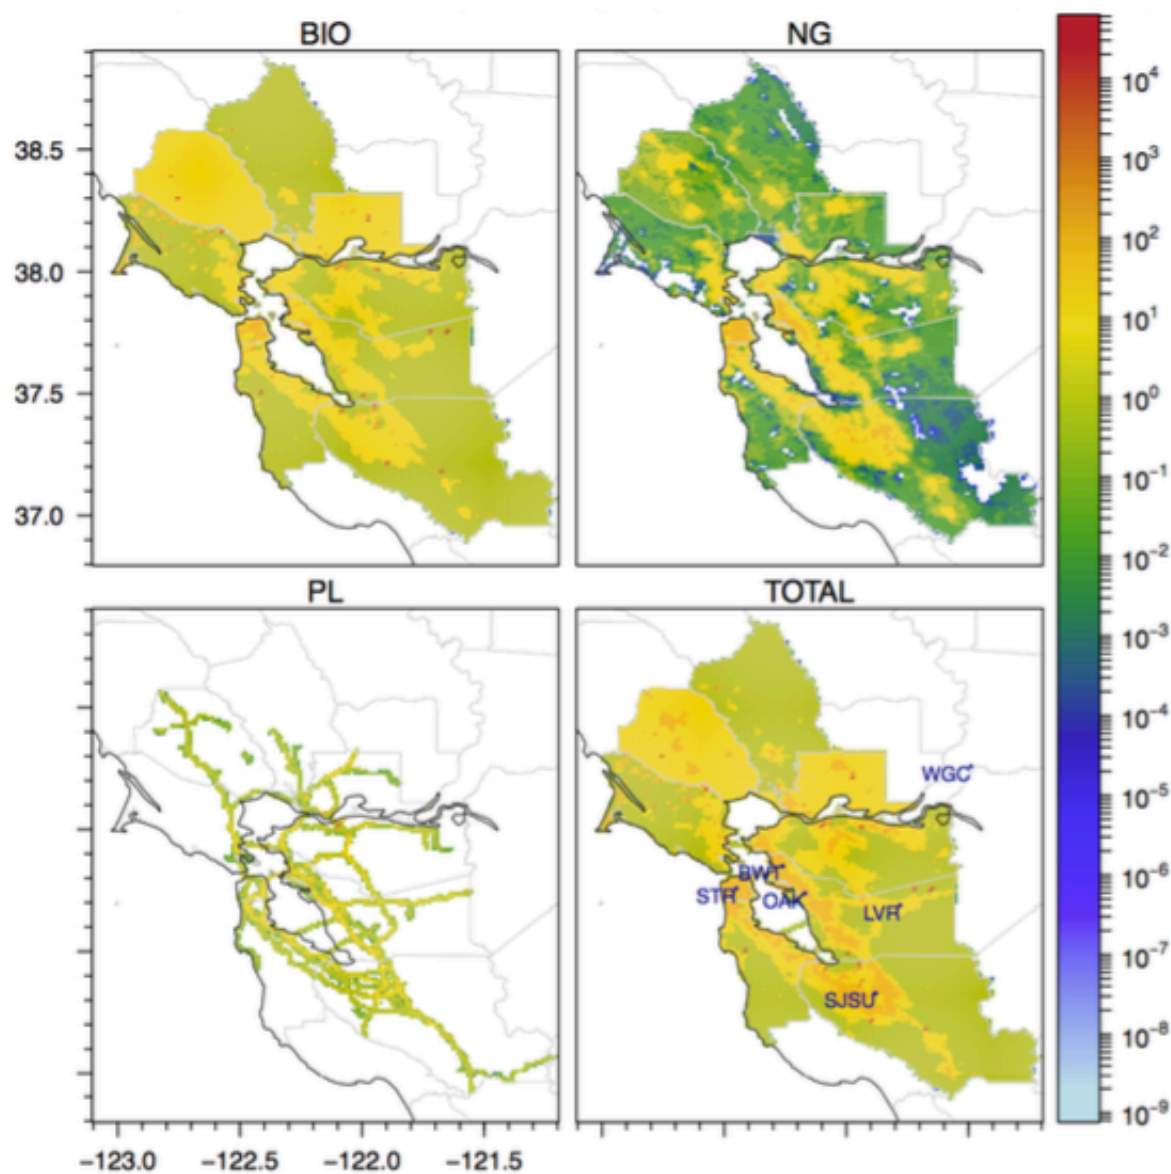 BIO NG
10⁴
10³
38.5
10²
38.0
10¹
37.5
10⁰
10⁻¹
37.0
10⁻²
PL TOTAL
10⁻³
10⁻⁴
WGC
10⁻⁵
BWT
STR OAK LVR
10⁻⁶
10⁻⁷
SJSU
10⁻⁸
10⁻⁹
−123.0 −122.5 −122.0 −121.5